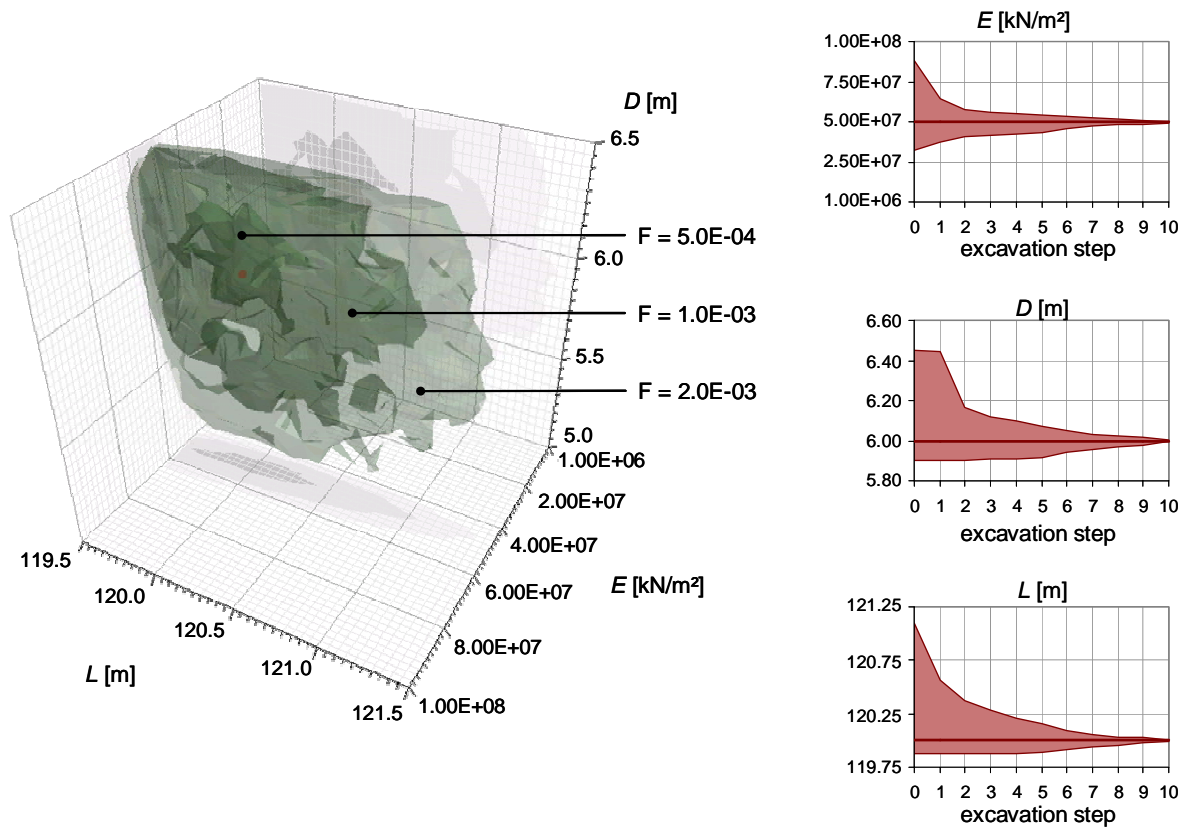 D [m]
6.5
6.0
5.5
5.0
F = 5.0E-04
F = 1.0E-03
F = 2.0E-03
1.00E+06
2.00E+07
4.00E+07
6.00E+07
8.00E+07
1.00E+08
E [kN/m²]
119.5
120.0
120.5
121.0
121.5
L [m]
E [kN/m²]
1.00E+08
7.50E+07
5.00E+07
2.50E+07
1.00E+06
0 1 2 3 4 5 6 7 8 9 10
excavation step
D [m]
6.60
6.40
6.20
6.00
5.80
0 1 2 3 4 5 6 7 8 9 10
excavation step
L [m]
121.25
120.75
120.25
119.75
0 1 2 3 4 5 6 7 8 9 10
excavation step